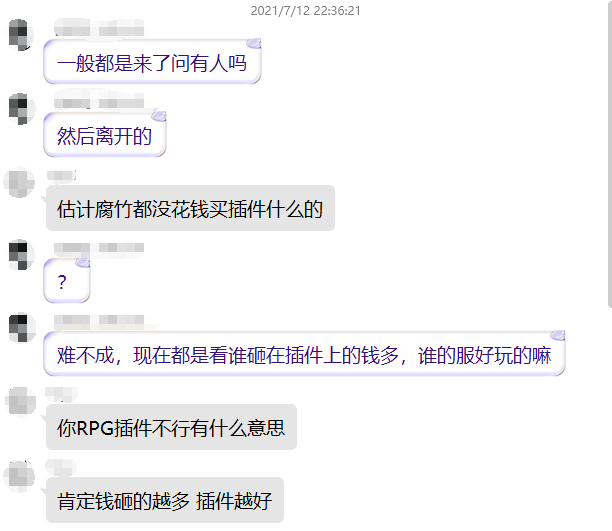 2021/7/12 22:36:21
一般都是来了问有人吗
然后离开的
估计腐竹都没花钱买插件什么的
？
难不成，现在都是看谁砸在插件上的钱多，谁的服好玩的嘛
你RPG插件不行有什么意思
肯定钱砸的越多 插件越好